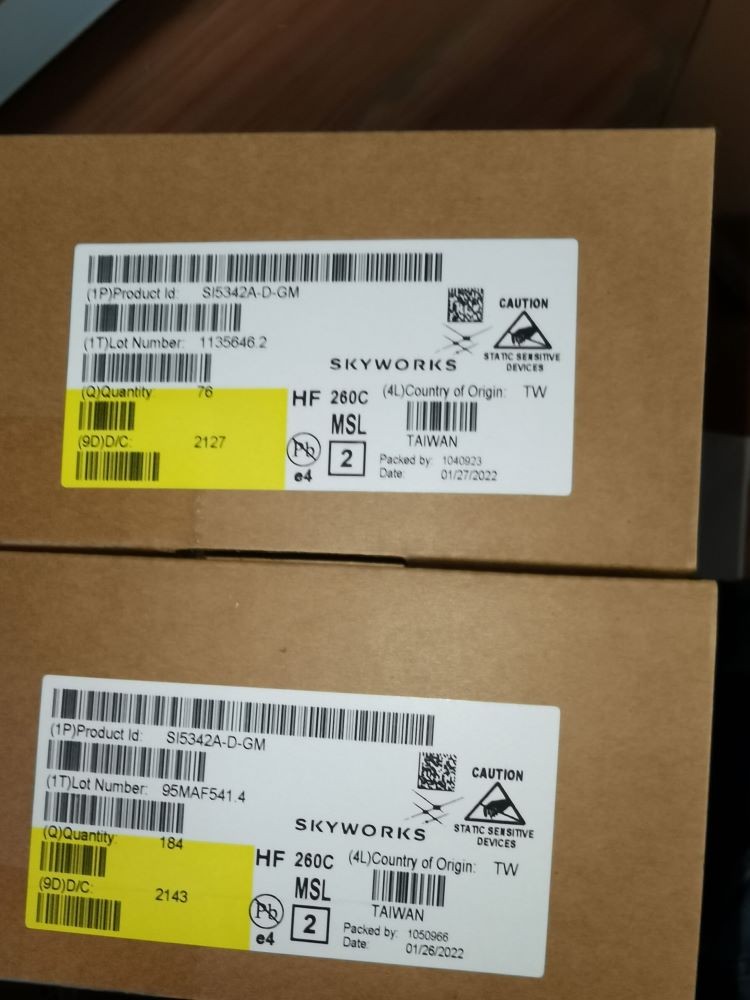 (1P)Product Id: SI5342A-D-GM
(1T)Lot Number: 1135646.2
CAUTION
STATIC SENSITIVE
DEVICES
SKYWORKS
(Q)Quantity 76
HF 260C (4L)Country of Origin: TW
MSL
(9D)D/C: 2127
TAIWAN
Pb
2
e4
Packed by: 1040923
Date: 01/27/2022
(1P)Product Id: SI5342A-D-GM
(1T)Lot Number: 95MAF541.4
CAUTION
STATIC SENSITIVE
DEVICES
SKYWORKS
(Q)Quantity: 184
HF 260C (4L)Country of Origin: TW
MSL
(9D)D/C: 2143
TAIWAN
Pb
2
e4
Packed by: 1050966
Date: 01/26/2022